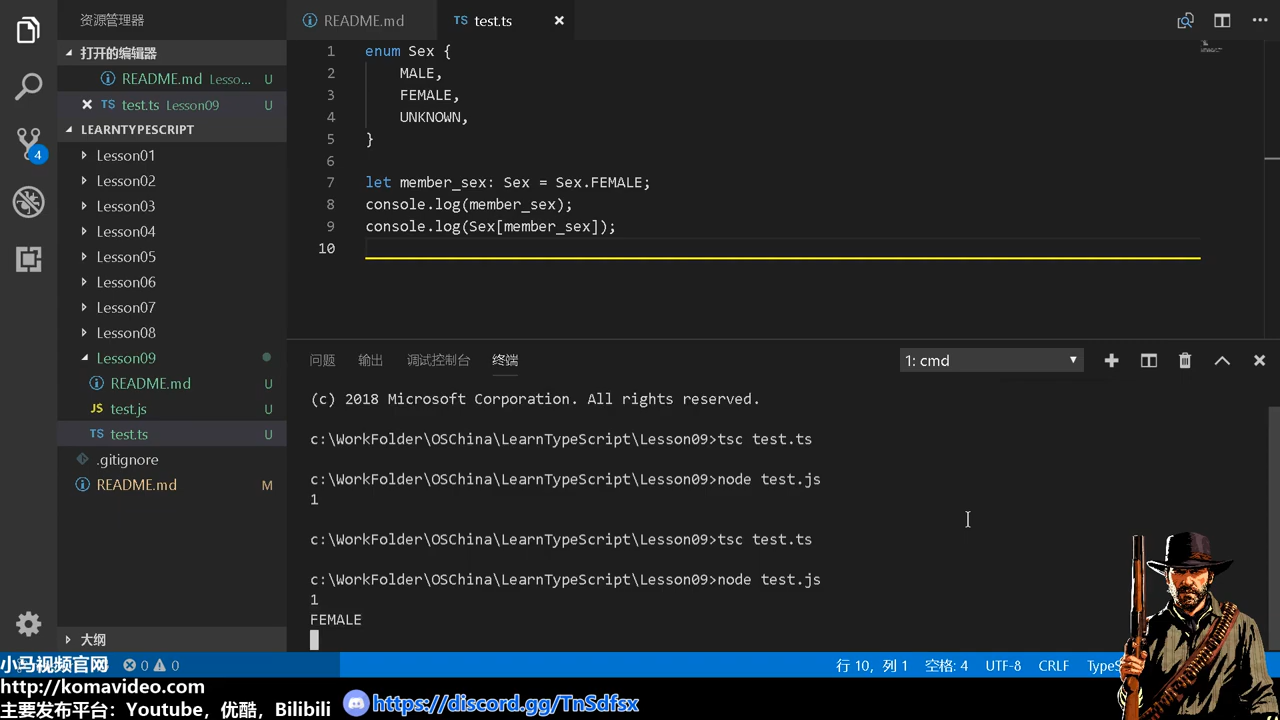 资源管理器
打开的编辑器
README.md Lesso... U
TS test.ts Lesson09 U
LEARNTYPESCRIPT
Lesson01
Lesson02
Lesson03
Lesson04
Lesson05
Lesson06
Lesson07
Lesson08
Lesson09
README.md U
JS test.js U
TS test.ts U
.gitignore
README.md M
大纲
4
README.md
TS test.ts
1 enum Sex {
2 MALE,
3 FEMALE,
4 UNKNOWN,
5 }
6
7 let member_sex: Sex = Sex.FEMALE;
8 console.log(member_sex);
9 console.log(Sex[member_sex]);
10
问题 输出 调试控制台 终端
1: cmd
(c) 2018 Microsoft Corporation. All rights reserved.
c:\WorkFolder\OSChina\LearnTypeScript\Lesson09>tsc test.ts
c:\WorkFolder\OSChina\LearnTypeScript\Lesson09>node test.js
1
c:\WorkFolder\OSChina\LearnTypeScript\Lesson09>tsc test.ts
c:\WorkFolder\OSChina\LearnTypeScript\Lesson09>node test.js
1
FEMALE
小马视频官网
0 0
行 10，列 1 空格: 4 UTF-8 CRLF TypeS
http://komavideo.com
主要发布平台：Youtube，优酷，Bilibili
https://discord.gg/TnSdfsx